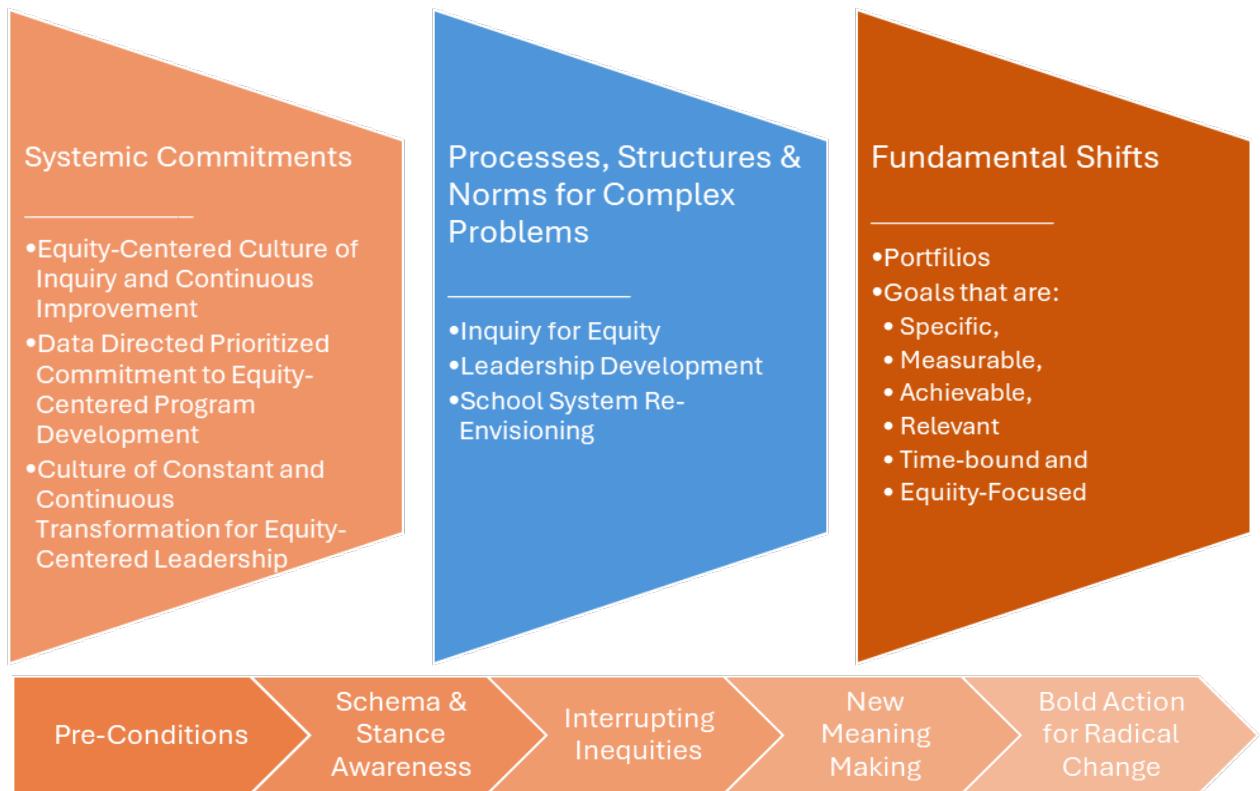 Systemic Commitments
•Equity-Centered Culture of
Inquiry and Continuous
Improvement
•Data Directed Prioritized
Commitment to Equity-
Centered Program
Development
•Culture of Constant and
Continuous
Transformation for Equity-
Centered Leadership
Processes, Structures &
Norms for Complex
Problems
•Inquiry for Equity
•Leadership Development
•School System Re-
Envisioning
Fundamental Shifts
•Portfilios
•Goals that are:
• Specific,
• Measurable,
• Achievable,
• Relevant
• Time-bound and
• Equiity-Focused
Pre-Conditions
Schema &
Stance
Awareness
Interrupting
Inequities
New
Meaning
Making
Bold Action
for Radical
Change